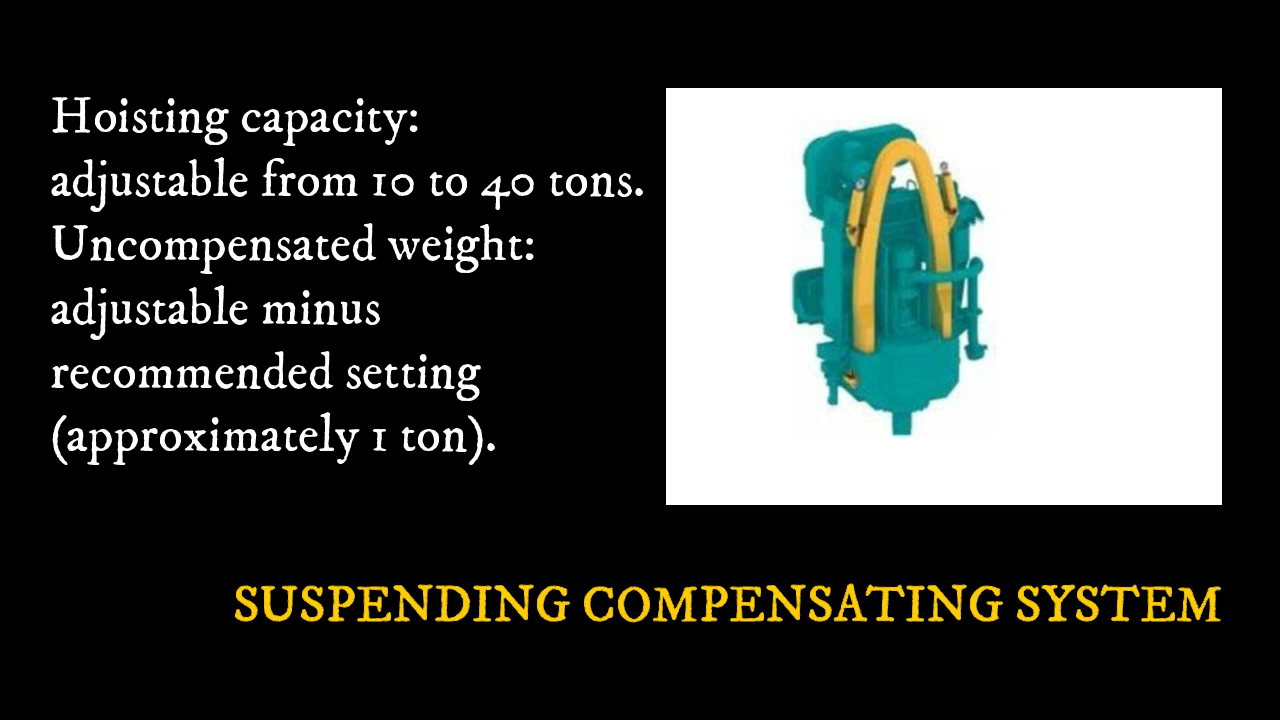 Hoisting capacity:
adjustable from 10 to 40 tons.
Uncompensated weight:
adjustable minus
recommended setting
(approximately 1 ton).
SUSPENDING COMPENSATING SYSTEM